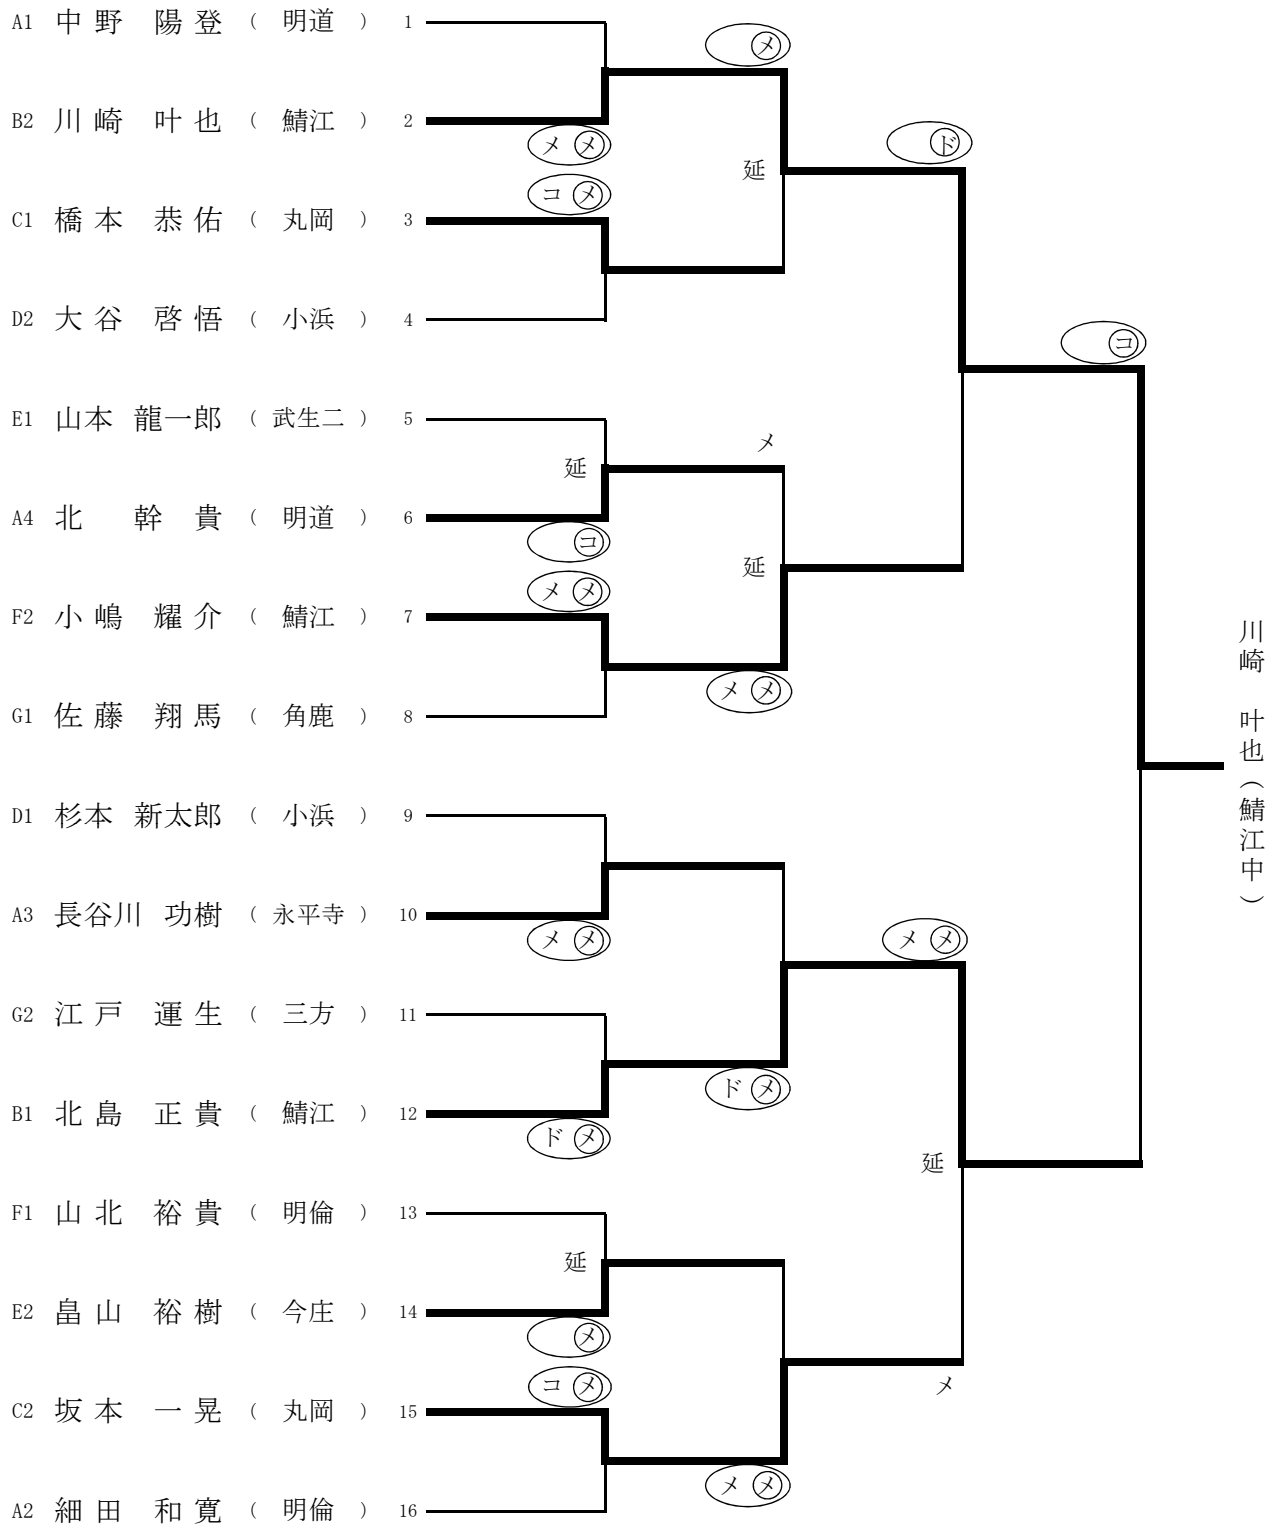 A1 中野 陽登 （ 明道 ） 1
メ
B2 川崎 叶也 （ 鯖江 ） 2
ド
メ メ
延
コ メ
C1 橋本 恭佑 （ 丸岡 ） 3
D2 大谷 啓悟 （ 小浜 ） 4
コ
E1 山本 龍一郎 （ 武生二 ） 5
メ
延
A4 北 幹貴 （ 明道 ） 6
コ
延
メ メ
F2 小嶋 耀介 （ 鯖江 ） 7
メ メ
G1 佐藤 翔馬 （ 角鹿 ） 8
川崎 叶也（鯖江中）
D1 杉本 新太郎 （ 小浜 ） 9
A3 長谷川 功樹 （ 永平寺 ） 10
メ メ
メ メ
G2 江戸 運生 （ 三方 ） 11
ド メ
B1 北島 正貴 （ 鯖江 ） 12
ド メ
延
F1 山北 裕貴 （ 明倫 ） 13
延
E2 畠山 裕樹 （ 今庄 ） 14
メ
コ メ
メ
C2 坂本 一晃 （ 丸岡 ） 15
メ メ
A2 細田 和寛 （ 明倫 ） 16